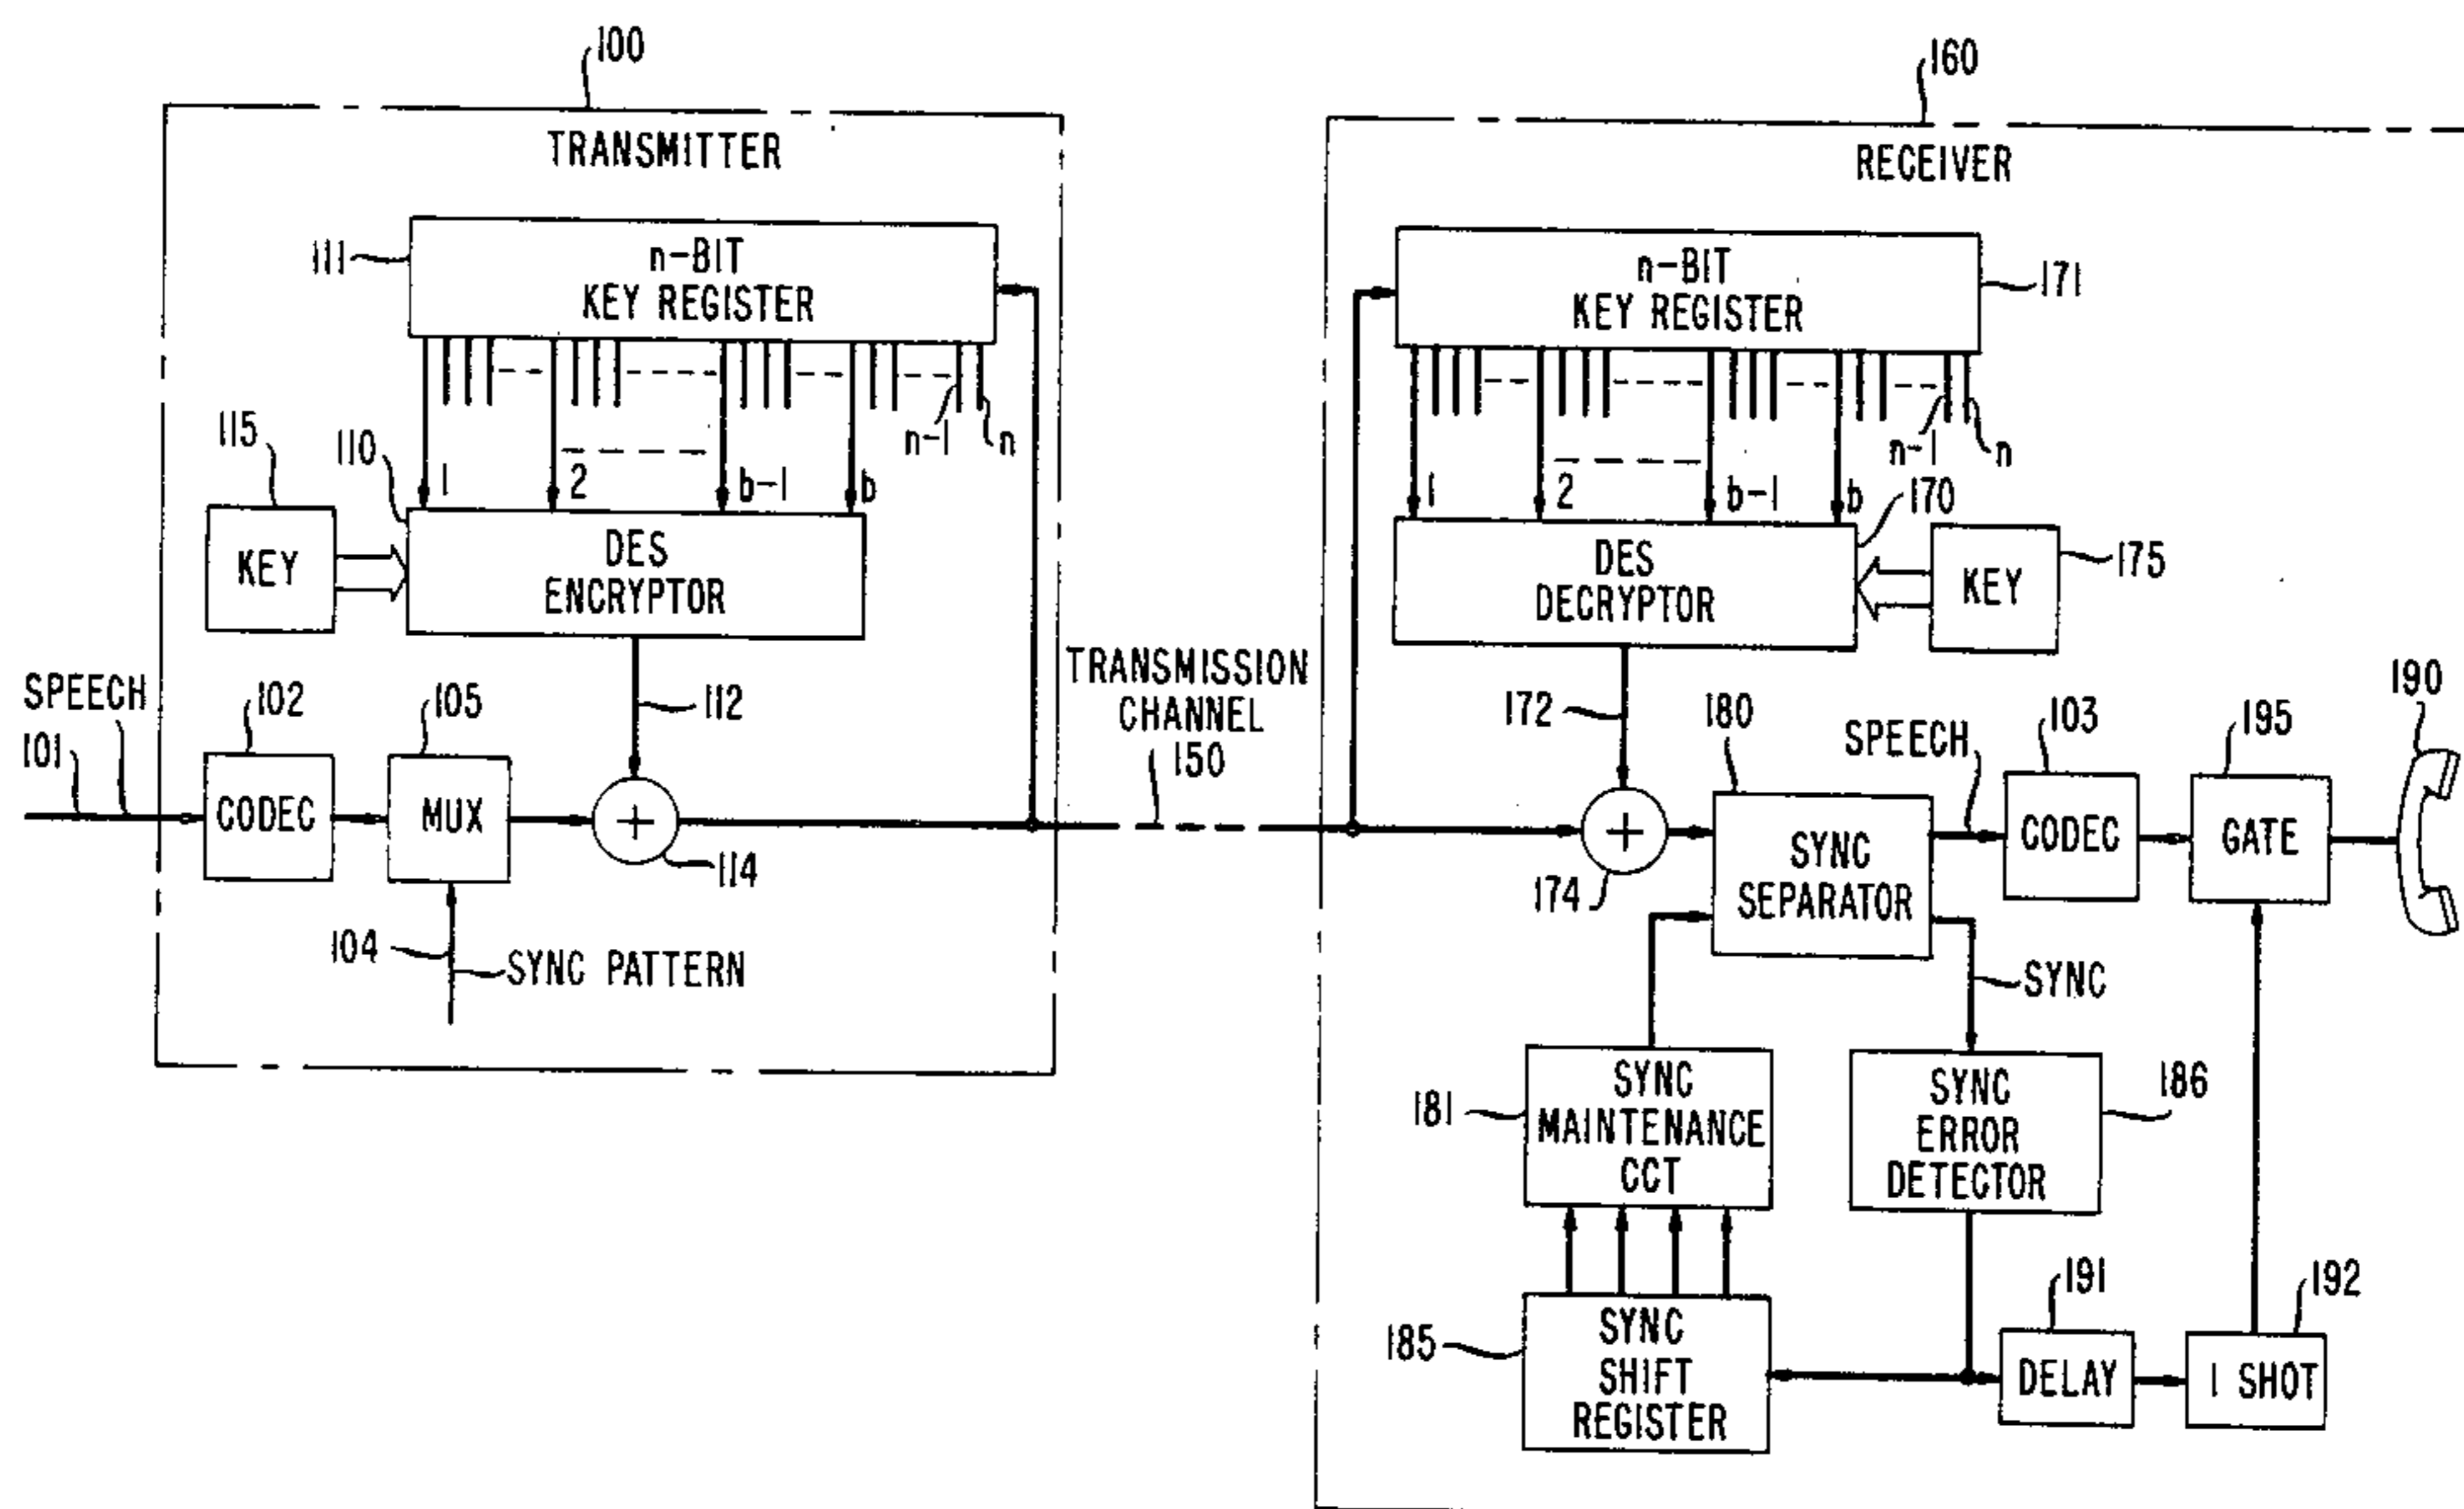 100
160
TRANSMITTER
RECEIVER
111
n-BIT
KEY REGISTER
n-BIT
KEY REGISTER
171
n-1
n
n-1
n
115
110
1
2
b-1
b
1
2
b-1
b
170
KEY
DES
ENCRYPTOR
DES
DECRYPTOR
KEY
175
SPEECH
101
102
105
112
TRANSMISSION
CHANNEL
150
172
180
SPEECH
103
195
190
CODEC
MUX
+
114
+
174
SYNC
SEPARATOR
CODEC
GATE
104
SYNC PATTERN
SYNC
181
SYNC
MAINTENANCE
CCT
SYNC
ERROR
DETECTOR
186
185
SYNC
SHIFT
REGISTER
191
DELAY
192
1 SHOT